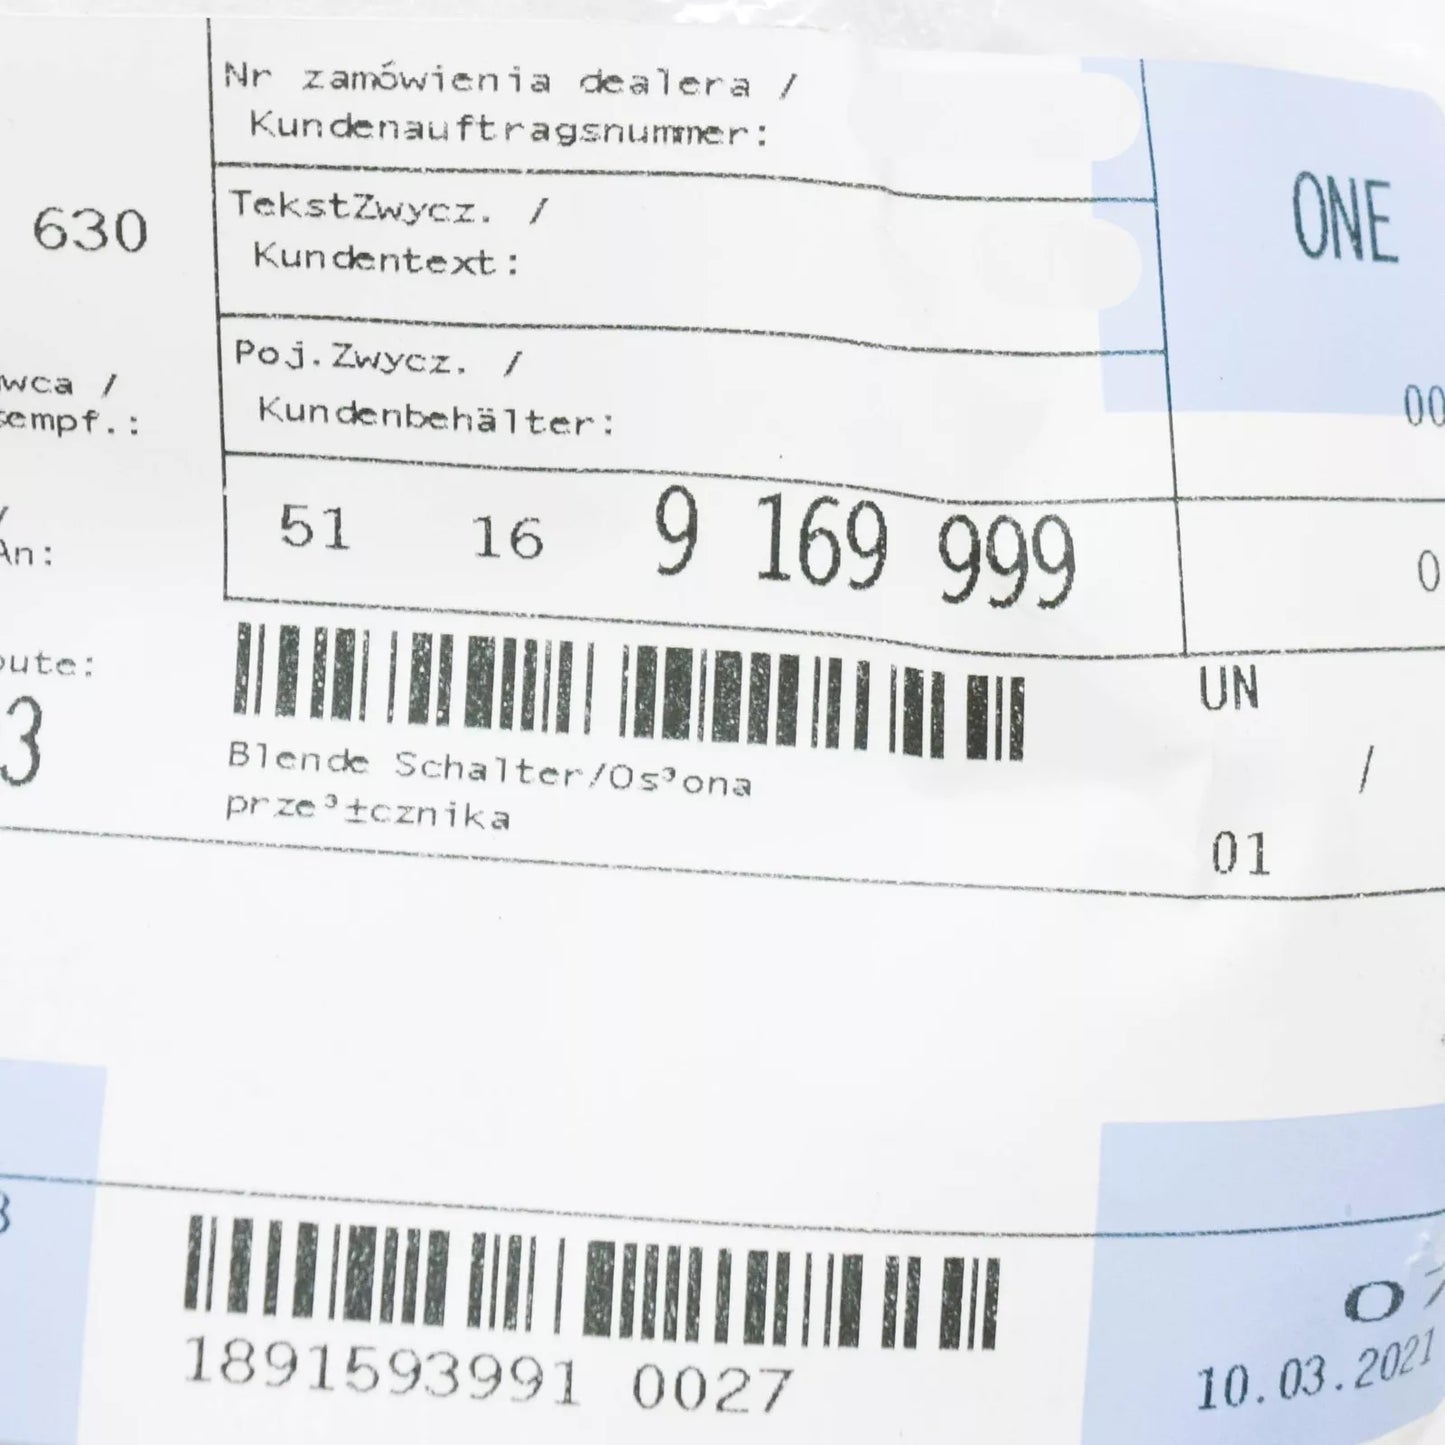 Nr zamówienia dealera /
Kundenauftragsnummer:
ONE
630
TekstZwycz. /
Kundentext:
Poj.Zwycz. /
Kundenbehälter:
00
wca /
sempf.:
51 16 9 169 999
0
An:
UN
/
01
oute:
3
Blende Schalter/Os³ona
prze³±cznika
1891593991 0027
10.03.2021